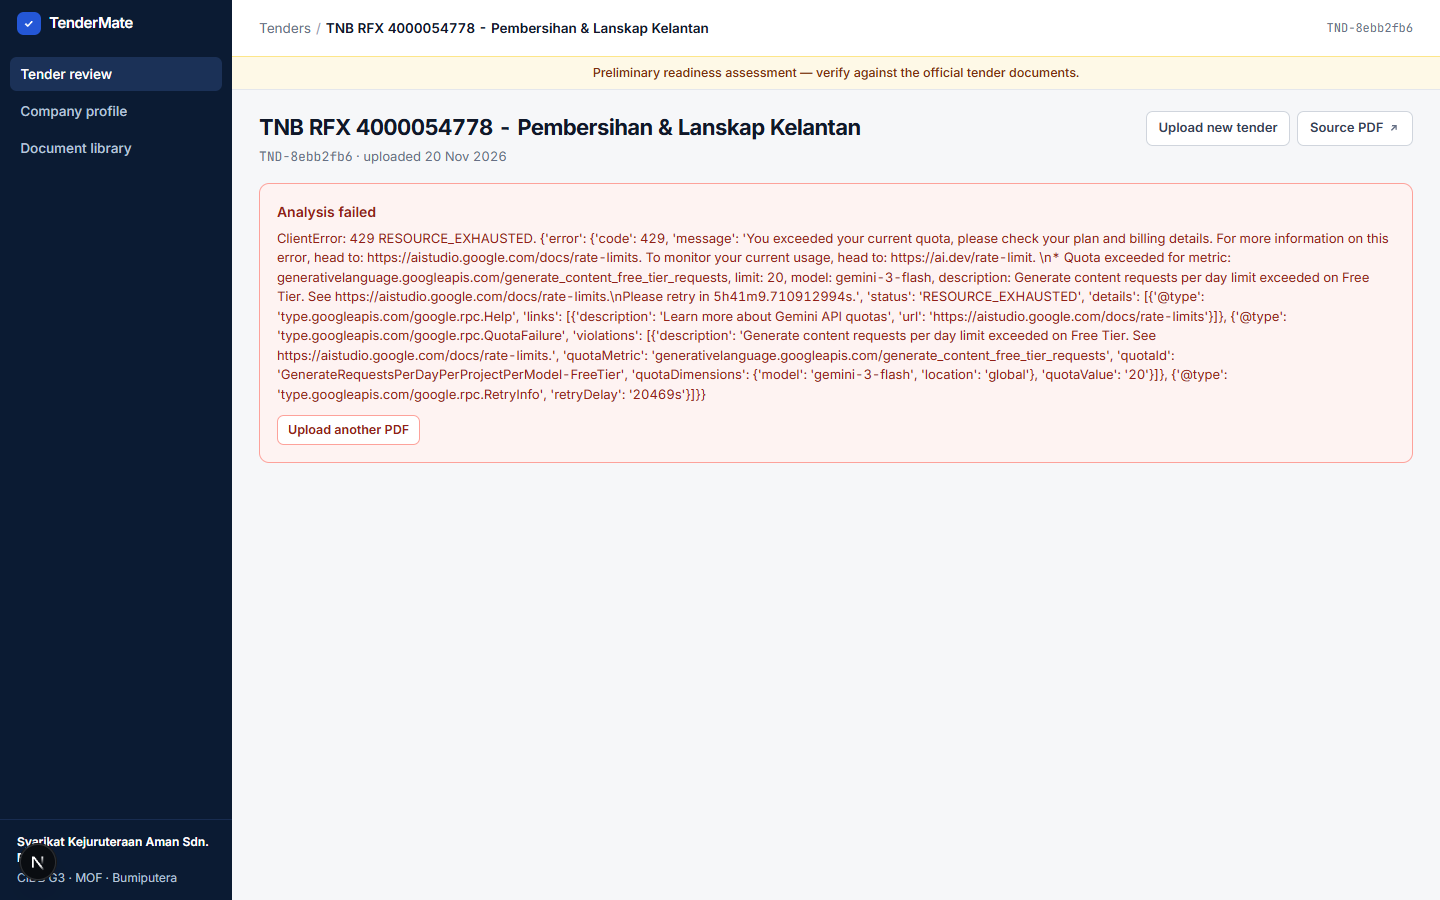 TenderMate
Tender review
Company profile
Document library
Syarikat Kejuruteraan Aman Sdn.
G3 · MOF · Bumiputera
Tenders / TNB RFX 4000054778 - Pembersihan & Lanskap Kelantan
TND-8ebb2fb6
Preliminary readiness assessment — verify against the official tender documents.
TNB RFX 4000054778 - Pembersihan & Lanskap Kelantan
TND-8ebb2fb6 · uploaded 20 Nov 2026
Upload new tender
Source PDF ↗
Analysis failed
ClientError: 429 RESOURCE_EXHAUSTED. {'error': {'code': 429, 'message': 'You exceeded your current quota, please check your plan and billing details. For more information on this
error, head to: https://aistudio.google.com/docs/rate-limits. To monitor your current usage, head to: https://ai.dev/rate-limit. \n* Quota exceeded for metric:
generativelanguage.googleapis.com/generate_content_free_tier_requests, limit: 20, model: gemini-3-flash, description: Generate content requests per day limit exceeded on Free
Tier. See https://aistudio.google.com/docs/rate-limits.\nPlease retry in 5h41m9.710912994s.', 'status': 'RESOURCE_EXHAUSTED', 'details': [{'@type':
'type.googleapis.com/google.rpc.Help', 'links': [{'description': 'Learn more about Gemini API quotas', 'url': 'https://aistudio.google.com/docs/rate-limits'}]}, {'@type':
'type.googleapis.com/google.rpc.QuotaFailure', 'violations': [{'description': 'Generate content requests per day limit exceeded on Free Tier. See
https://aistudio.google.com/docs/rate-limits.', 'quotaMetric': 'generativelanguage.googleapis.com/generate_content_free_tier_requests', 'quotaId':
'GenerateRequestsPerDayPerProjectPerModel-FreeTier', 'quotaDimensions': {'model': 'gemini-3-flash', 'location': 'global'}, 'quotaValue': '20'}]}, {'@type':
'type.googleapis.com/google.rpc.RetryInfo', 'retryDelay': '20469s'}]}}
Upload another PDF